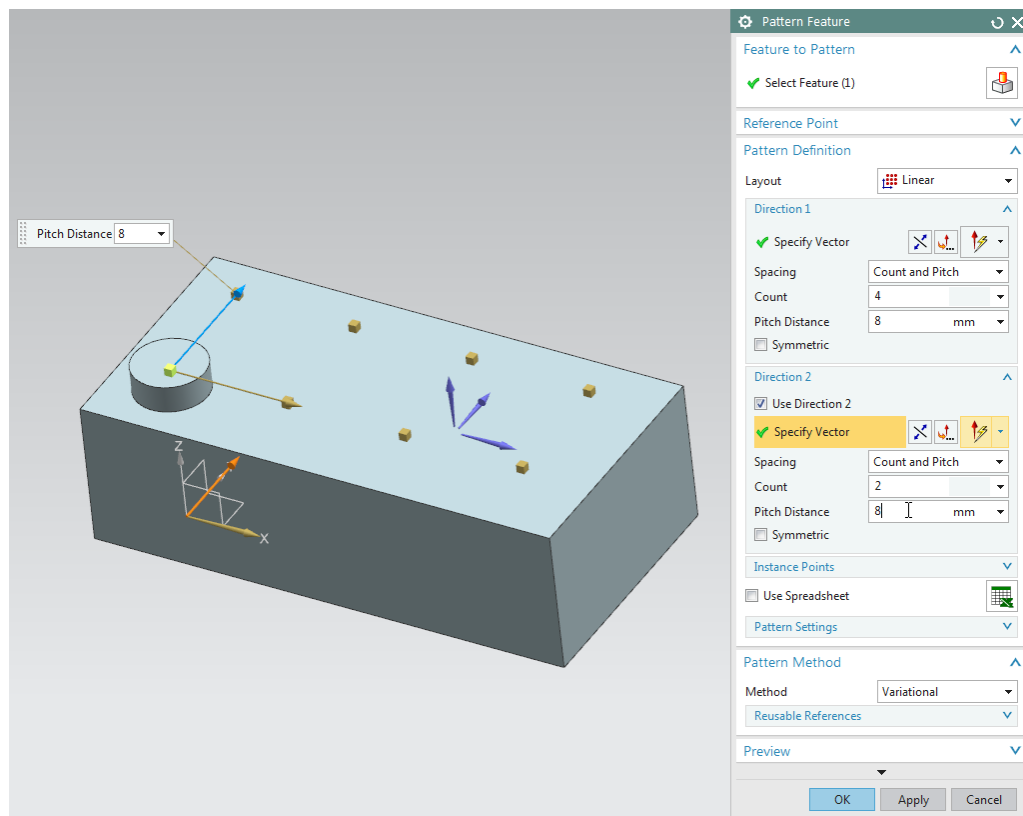 Pattern Feature
Feature to Pattern
Select Feature (1)
Reference Point
Pattern Definition
Layout Linear
Direction 1
Specify Vector
Spacing Count and Pitch
Count 4
Pitch Distance 8 mm
Symmetric
Direction 2
Use Direction 2
Specify Vector
Spacing Count and Pitch
Count 2
Pitch Distance 8 mm
Symmetric
Instance Points
Use Spreadsheet
Pattern Settings
Pattern Method
Method Variational
Reusable References
Preview
OK Apply Cancel
Pitch Distance 8
Z
X